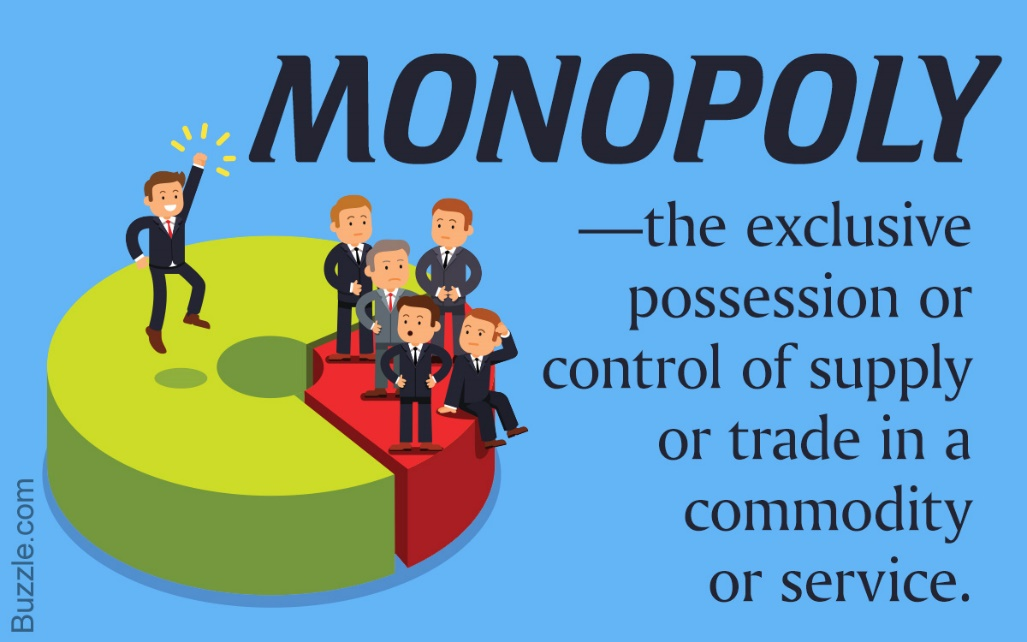 MONOPOLY
—the exclusive
possession or
control of supply
or trade in a
commodity
or service.
Buzzle.com